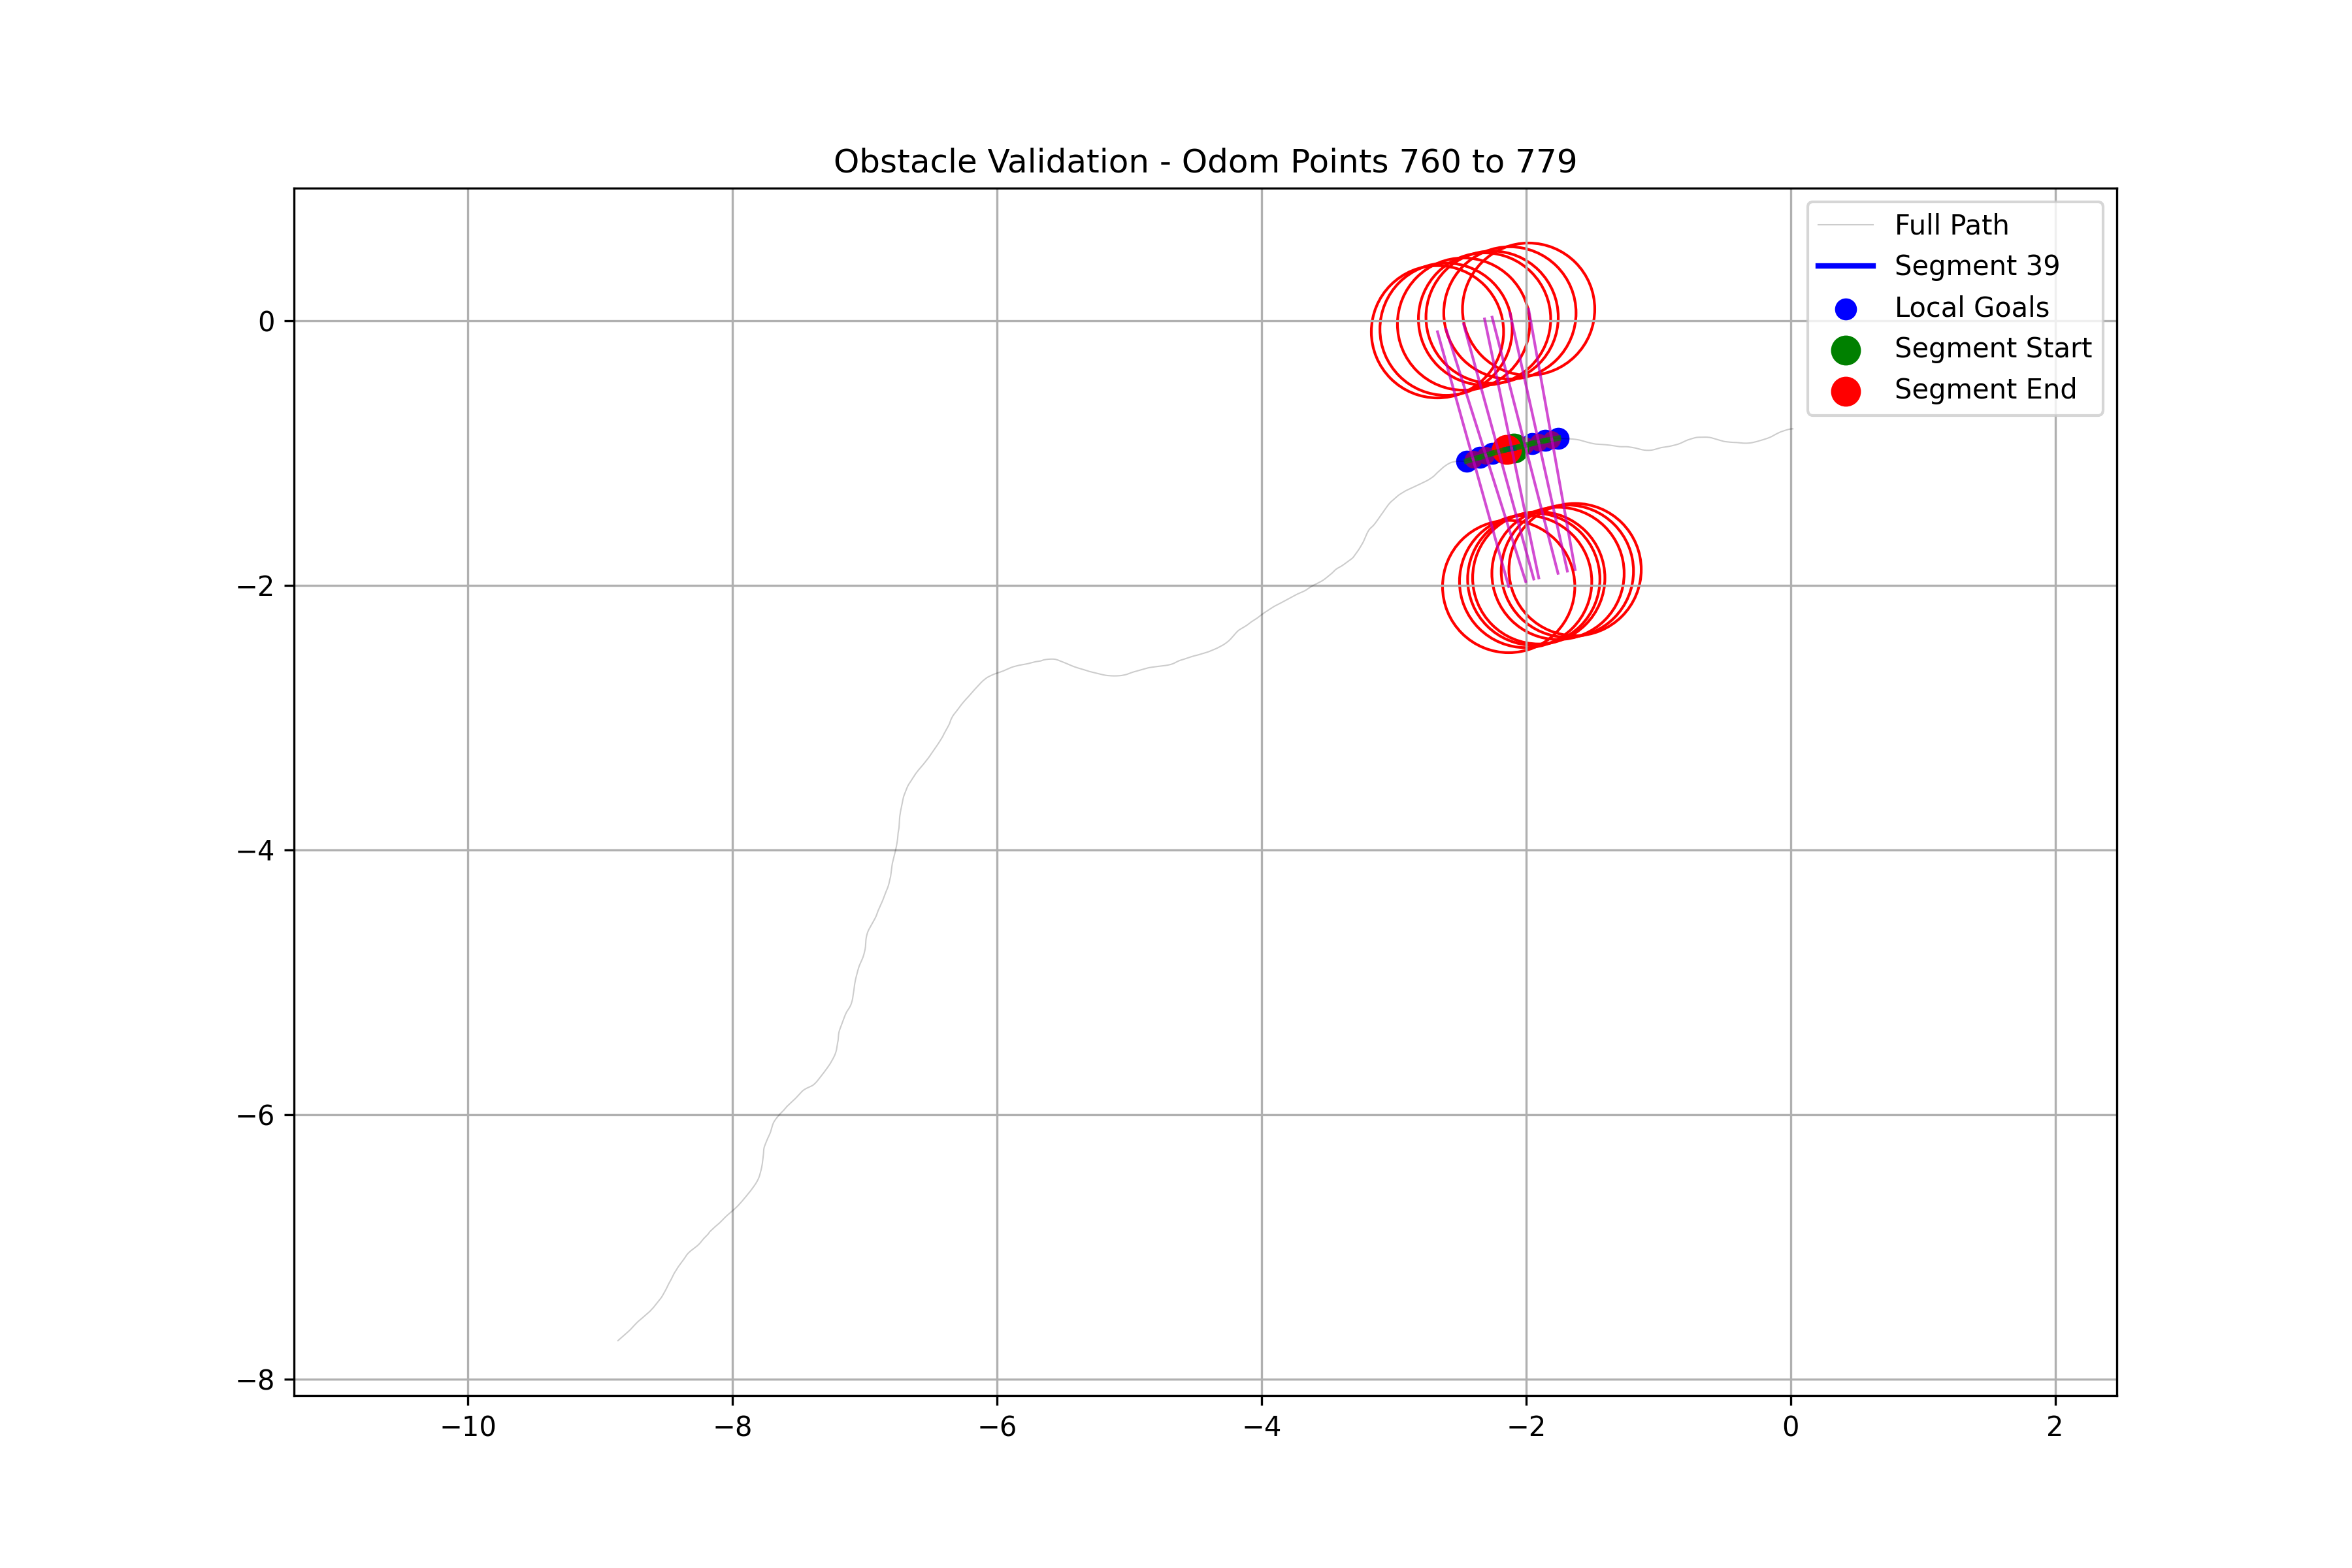 Obstacle Validation - Odom Points 760 to 779
Full Path
Segment 39
Local Goals
Segment Start
Segment End
0
−2
−4
−6
−8
−10
−8
−6
−4
−2
0
2